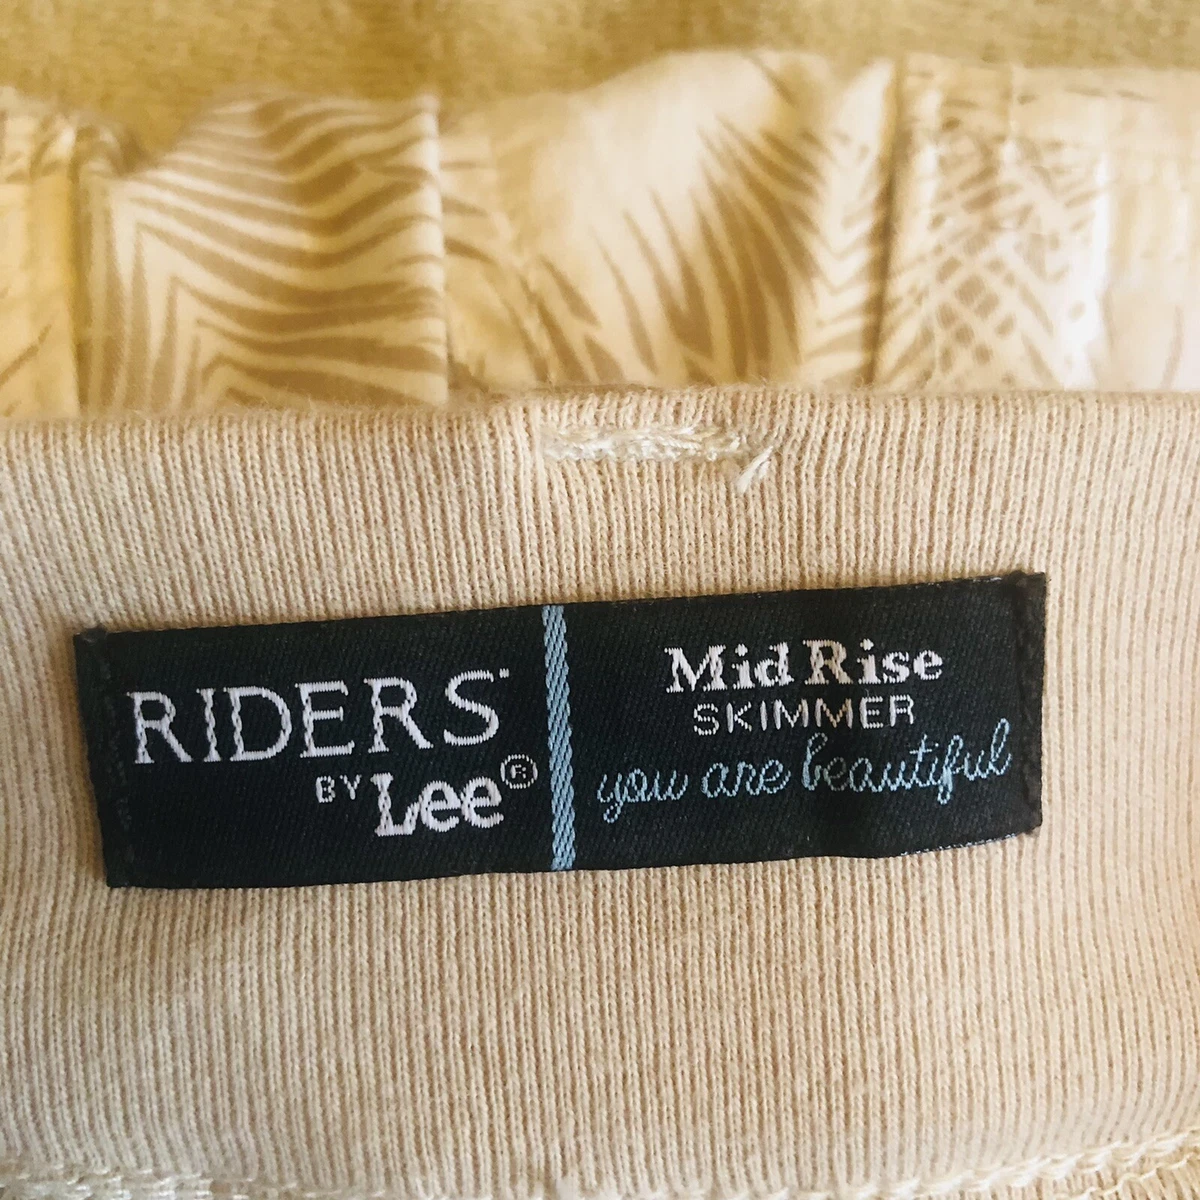 RIDERS
BY Lee®
Mid Rise
SKIMMER
you are beautiful